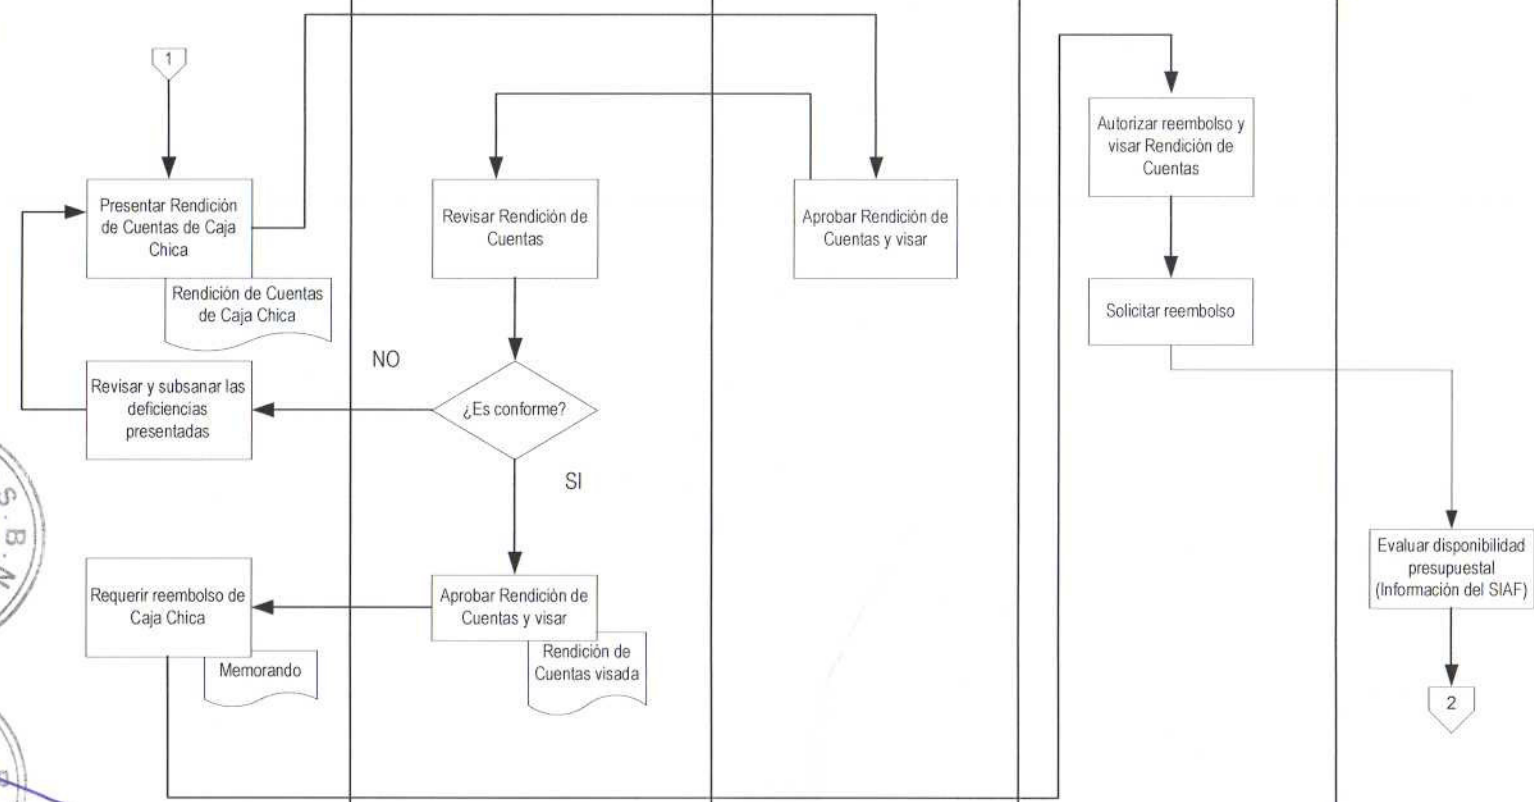 1
Presentar Rendición
de Cuentas de Caja
Chica
Rendición de Cuentas
de Caja Chica
Revisar y subsanar las
deficiencias
presentadas
NO
Revisar Rendición de
Cuentas
¿Es conforme?
SI
Aprobar Rendición de
Cuentas y visar
Rendición de
Cuentas visada
Requerir reembolso de
Caja Chica
Memorando
Aprobar Rendición de
Cuentas y visar
Autorizar reembolso y
visar Rendición de
Cuentas
Solicitar reembolso
Evaluar disponibilidad
presupuestal
(Información del SIAF)
2
S.B.N